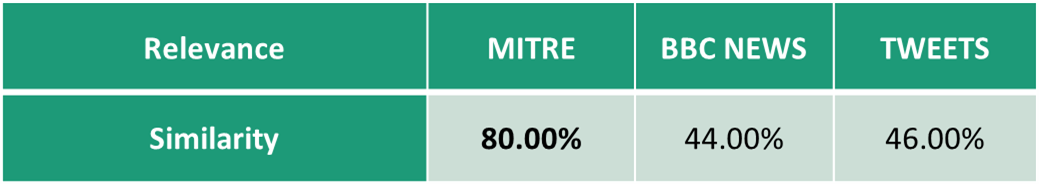 Relevance MITRE BBC NEWS TWEETS
Similarity 80.00% 44.00% 46.00%